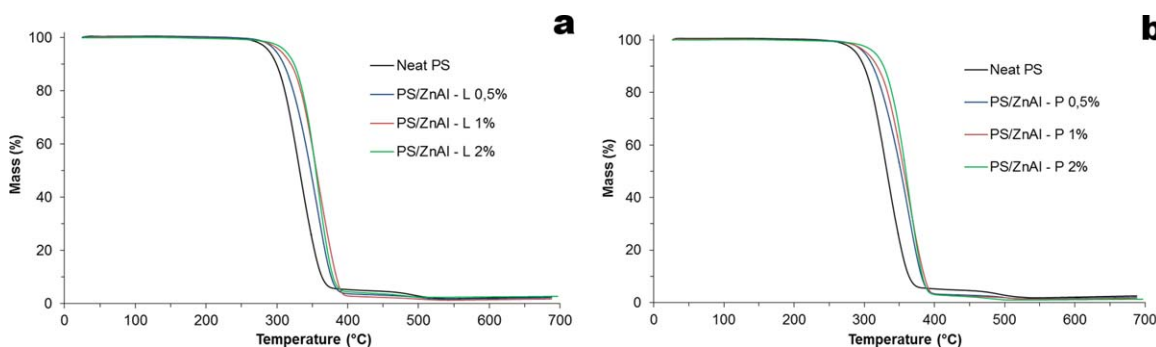 a
100
80
60
40
20
0
Mass (%)
Neat PS
PS/ZnAl - L 0,5%
PS/ZnAl - L 1%
PS/ZnAl - L 2%
0 100 200 300 400 500 600 700
Temperature (°C)
b
100
80
60
40
20
0
Mass (%)
Neat PS
PS/ZnAl - P 0,5%
PS/ZnAl - P 1%
PS/ZnAl - P 2%
0 100 200 300 400 500 600 700
Temperature (°C)